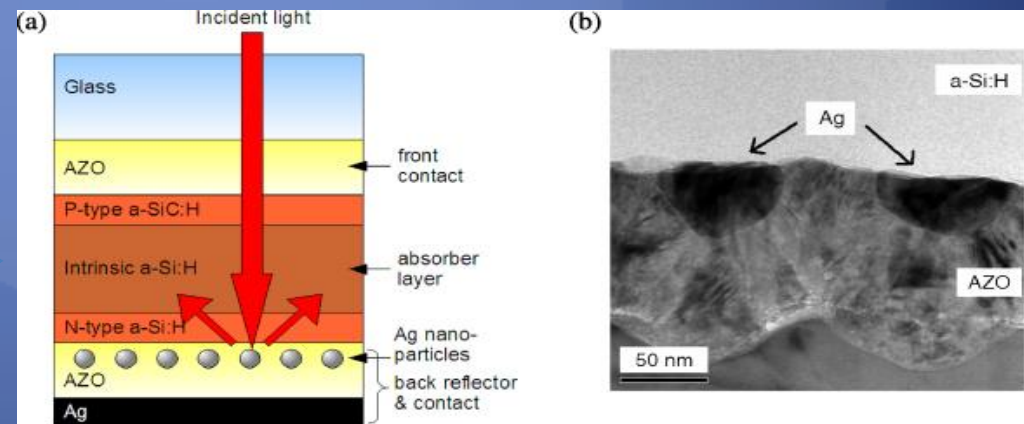 (a)
Incident light
Glass
AZO
front
contact
P-type a-SiC:H
Intrinsic a-Si:H
absorber
layer
N-type a-Si:H
Ag nano-
particles
AZO
back reflector
& contact
Ag
(b)
a-Si:H
Ag
AZO
50 nm